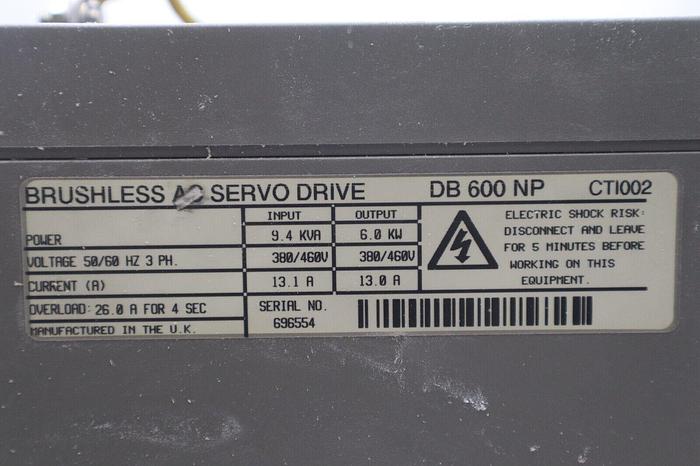 BRUSHLESS AC SERVO DRIVE DB 600 NP CTI002
INPUT OUTPUT
POWER 9.4 KVA 6.0 KW
VOLTAGE 50/60 HZ 3 PH. 380/460V 380/460V
CURRENT (A) 13.1 A 13.0 A
OVERLOAD: 26.0 A FOR 4 SEC
MANUFACTURED IN THE U.K.
SERIAL NO.
696554
ELECTRIC SHOCK RISK:
DISCONNECT AND LEAVE
FOR 5 MINUTES BEFORE
WORKING ON THIS
EQUIPMENT.